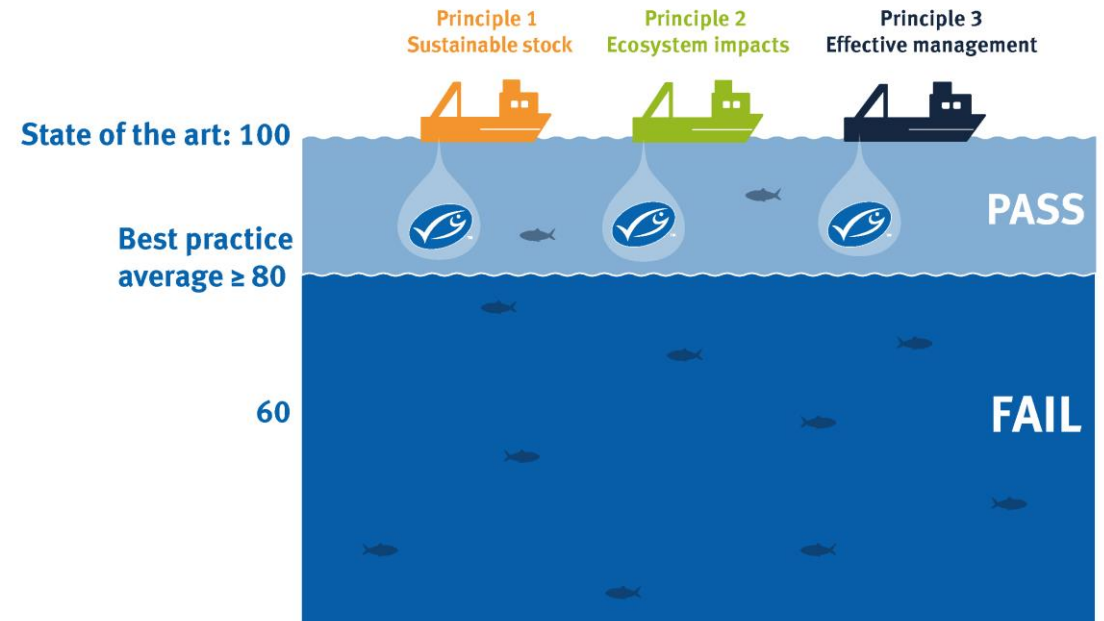 Principle 1
Sustainable stock
Principle 2
Ecosystem impacts
Principle 3
Effective management
State of the art: 100
PASS
Best practice
average ≥ 80
60
FAIL